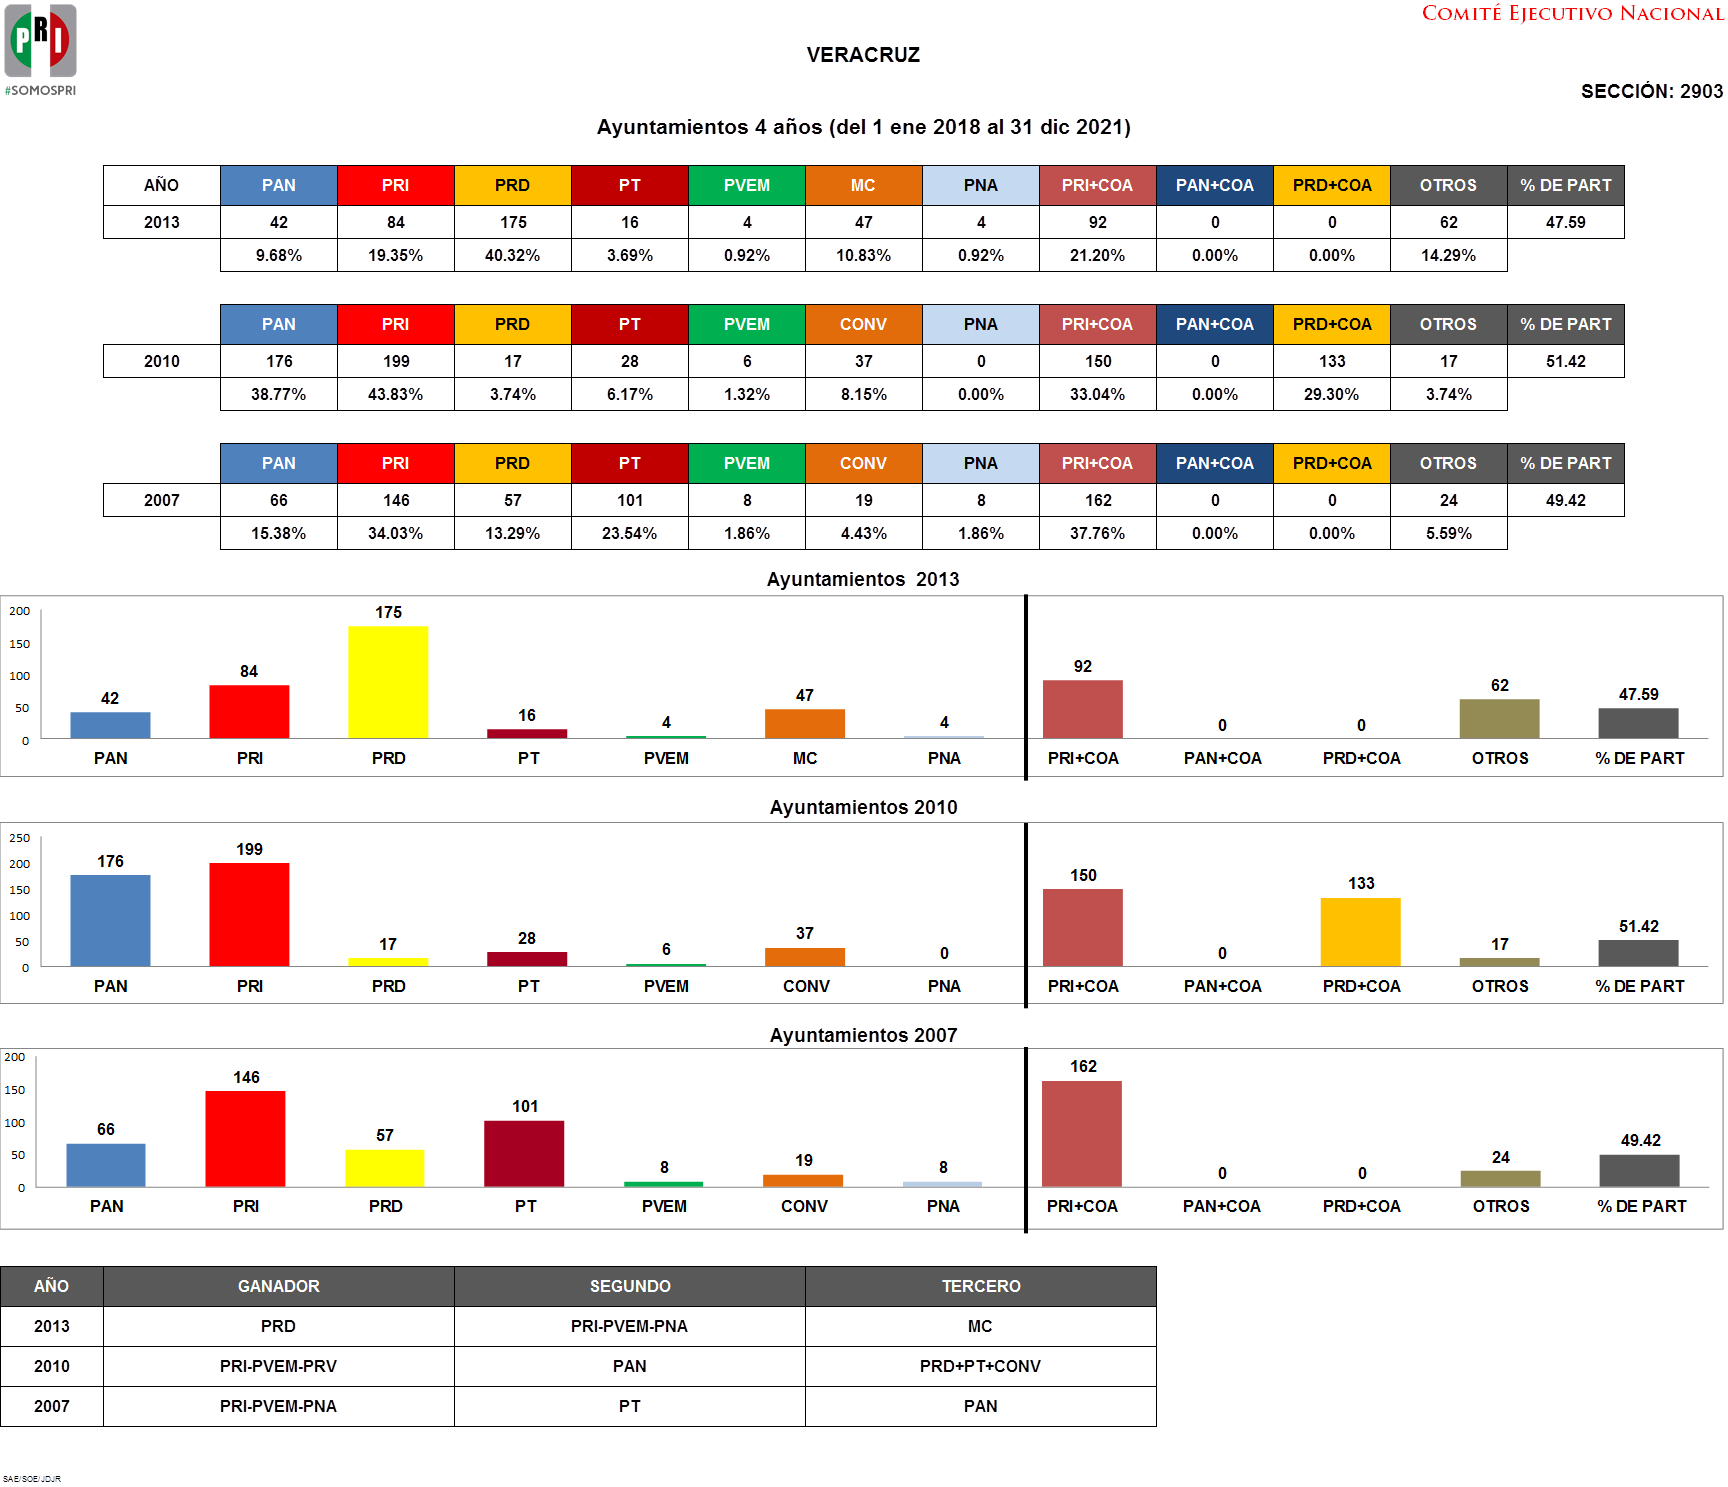 PRI
#SOMOSPRI
COMITÉ EJECUTIVO NACIONAL
VERACRUZ
SECCIÓN: 2903
Ayuntamientos 4 años (del 1 ene 2018 al 31 dic 2021)
AÑO PAN PRI PRD PT PVEM MC PNA PRI+COA PAN+COA PRD+COA OTROS % DE PART
2013 42 84 175 16 4 47 4 92 0 0 62 47.59
9.68% 19.35% 40.32% 3.69% 0.92% 10.83% 0.92% 21.20% 0.00% 0.00% 14.29%
PAN PRI PRD PT PVEM CONV PNA PRI+COA PAN+COA PRD+COA OTROS % DE PART
2010 176 199 17 28 6 37 0 150 0 133 17 51.42
38.77% 43.83% 3.74% 6.17% 1.32% 8.15% 0.00% 33.04% 0.00% 29.30% 3.74%
PAN PRI PRD PT PVEM CONV PNA PRI+COA PAN+COA PRD+COA OTROS % DE PART
2007 66 146 57 101 8 19 8 162 0 0 24 49.42
15.38% 34.03% 13.29% 23.54% 1.86% 4.43% 1.86% 37.76% 0.00% 0.00% 5.59%
Ayuntamientos 2013
200
150
100
50
0
42 84 175 16 4 47 4 92 0 0 62 47.59
PAN PRI PRD PT PVEM MC PNA PRI+COA PAN+COA PRD+COA OTROS % DE PART
Ayuntamientos 2010
250
200
150
100
50
0
176 199 17 28 6 37 0 150 0 133 17 51.42
PAN PRI PRD PT PVEM CONV PNA PRI+COA PAN+COA PRD+COA OTROS % DE PART
Ayuntamientos 2007
200
150
100
50
0
66 146 57 101 8 19 8 162 0 0 24 49.42
PAN PRI PRD PT PVEM CONV PNA PRI+COA PAN+COA PRD+COA OTROS % DE PART
AÑO GANADOR SEGUNDO TERCERO
2013 PRD PRI-PVEM-PNA MC
2010 PRI-PVEM-PRV PAN PRD+PT+CONV
2007 PRI-PVEM-PNA PT PAN
SAE/SOE/JDJR